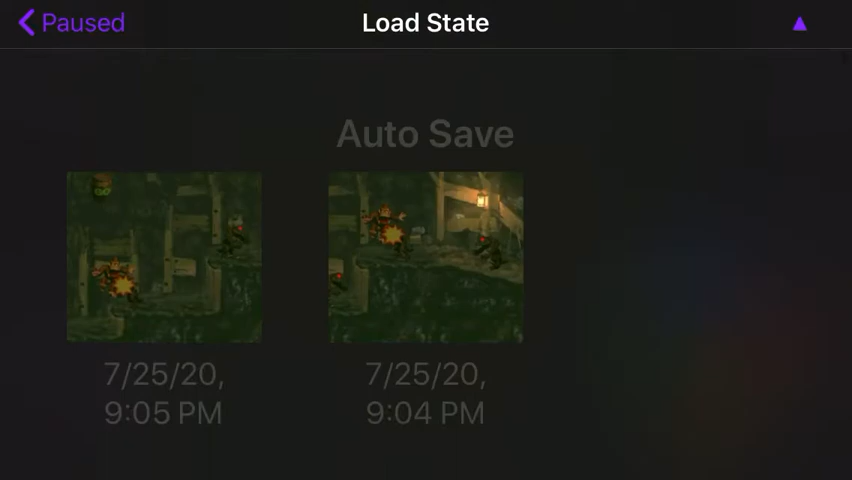 Paused
Load State
Auto Save
7/25/20,
9:05 PM
7/25/20,
9:04 PM